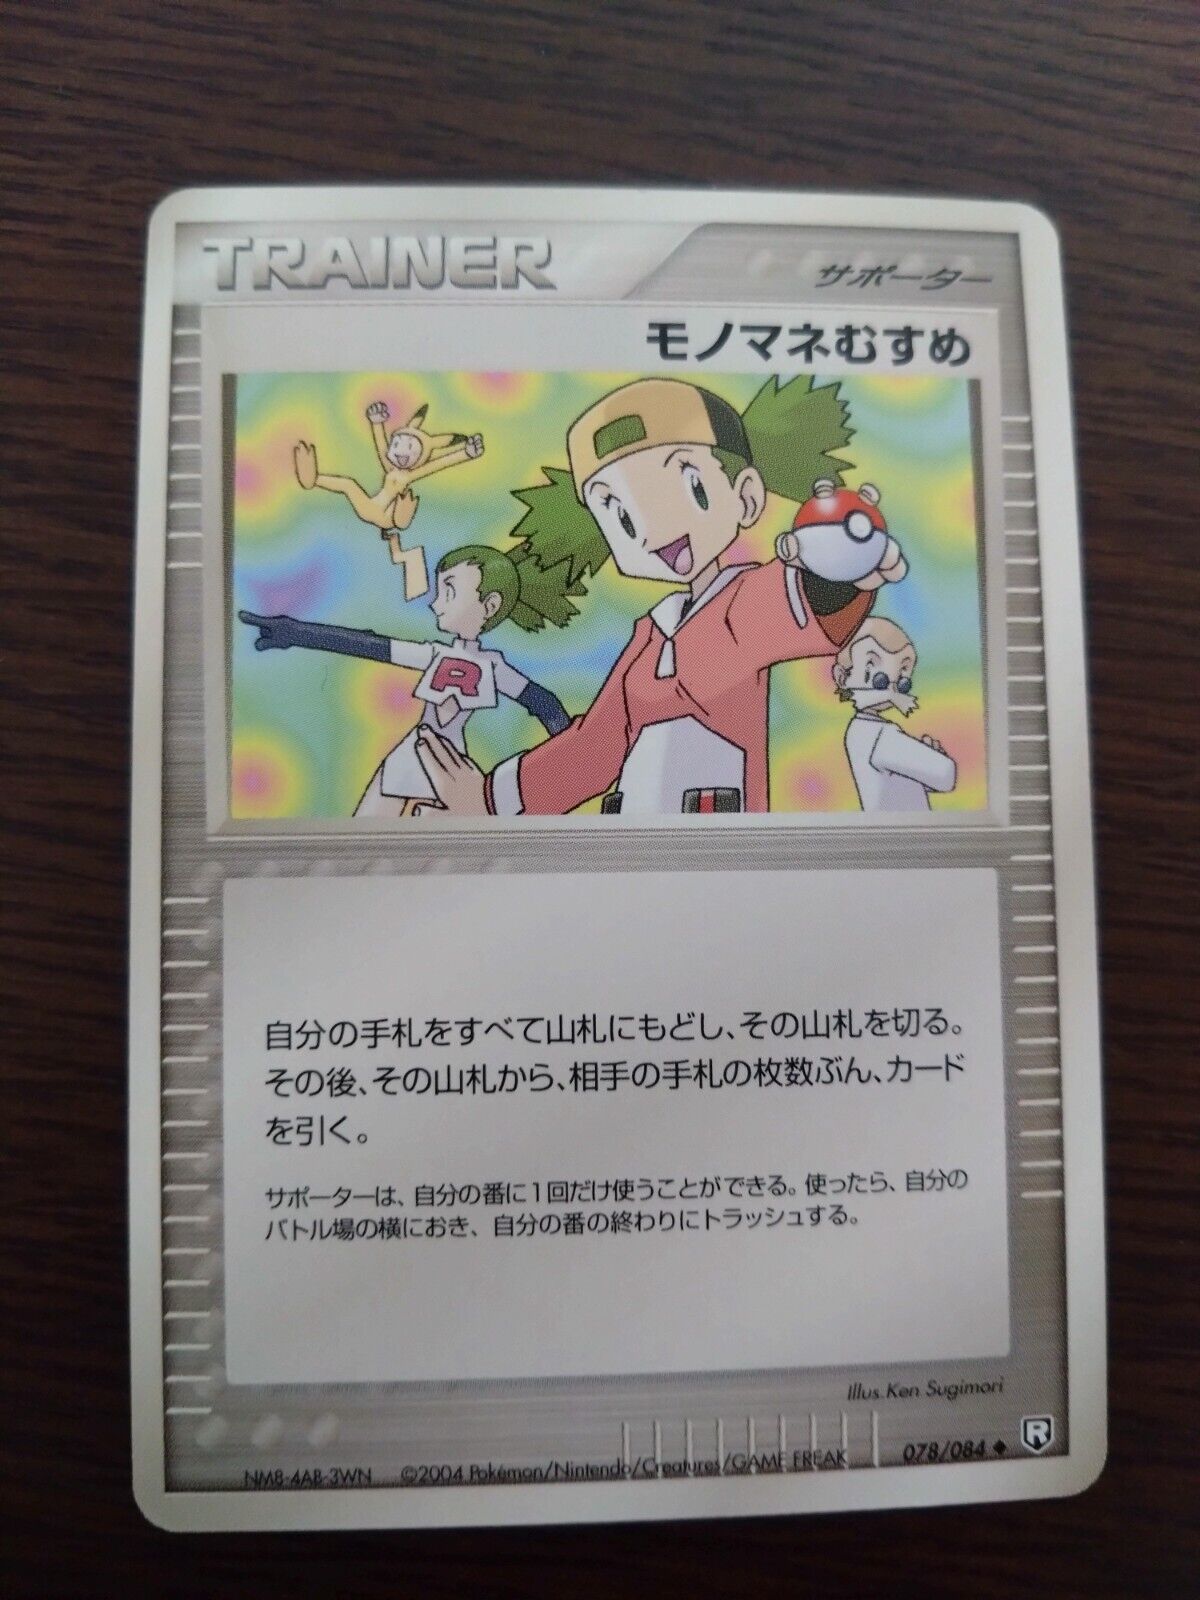 TRAINER
サポーター
モノマネむすめ
R
自分の手札をすべて山札にもどし、その山札を切る。
その後、その山札から、相手の手札の枚数ぶん、カード
を引く。
サポーターは、自分の番に1回だけ使うことができる。使ったら、自分の
バトル場の横におき、自分の番の終わりにトラッシュする。
Illus. Ken Sugimori
NM8-4AB-3WN ©2004 Pokémon/Nintendo/Creatures/GAME FREAK 078/084 ◆ R